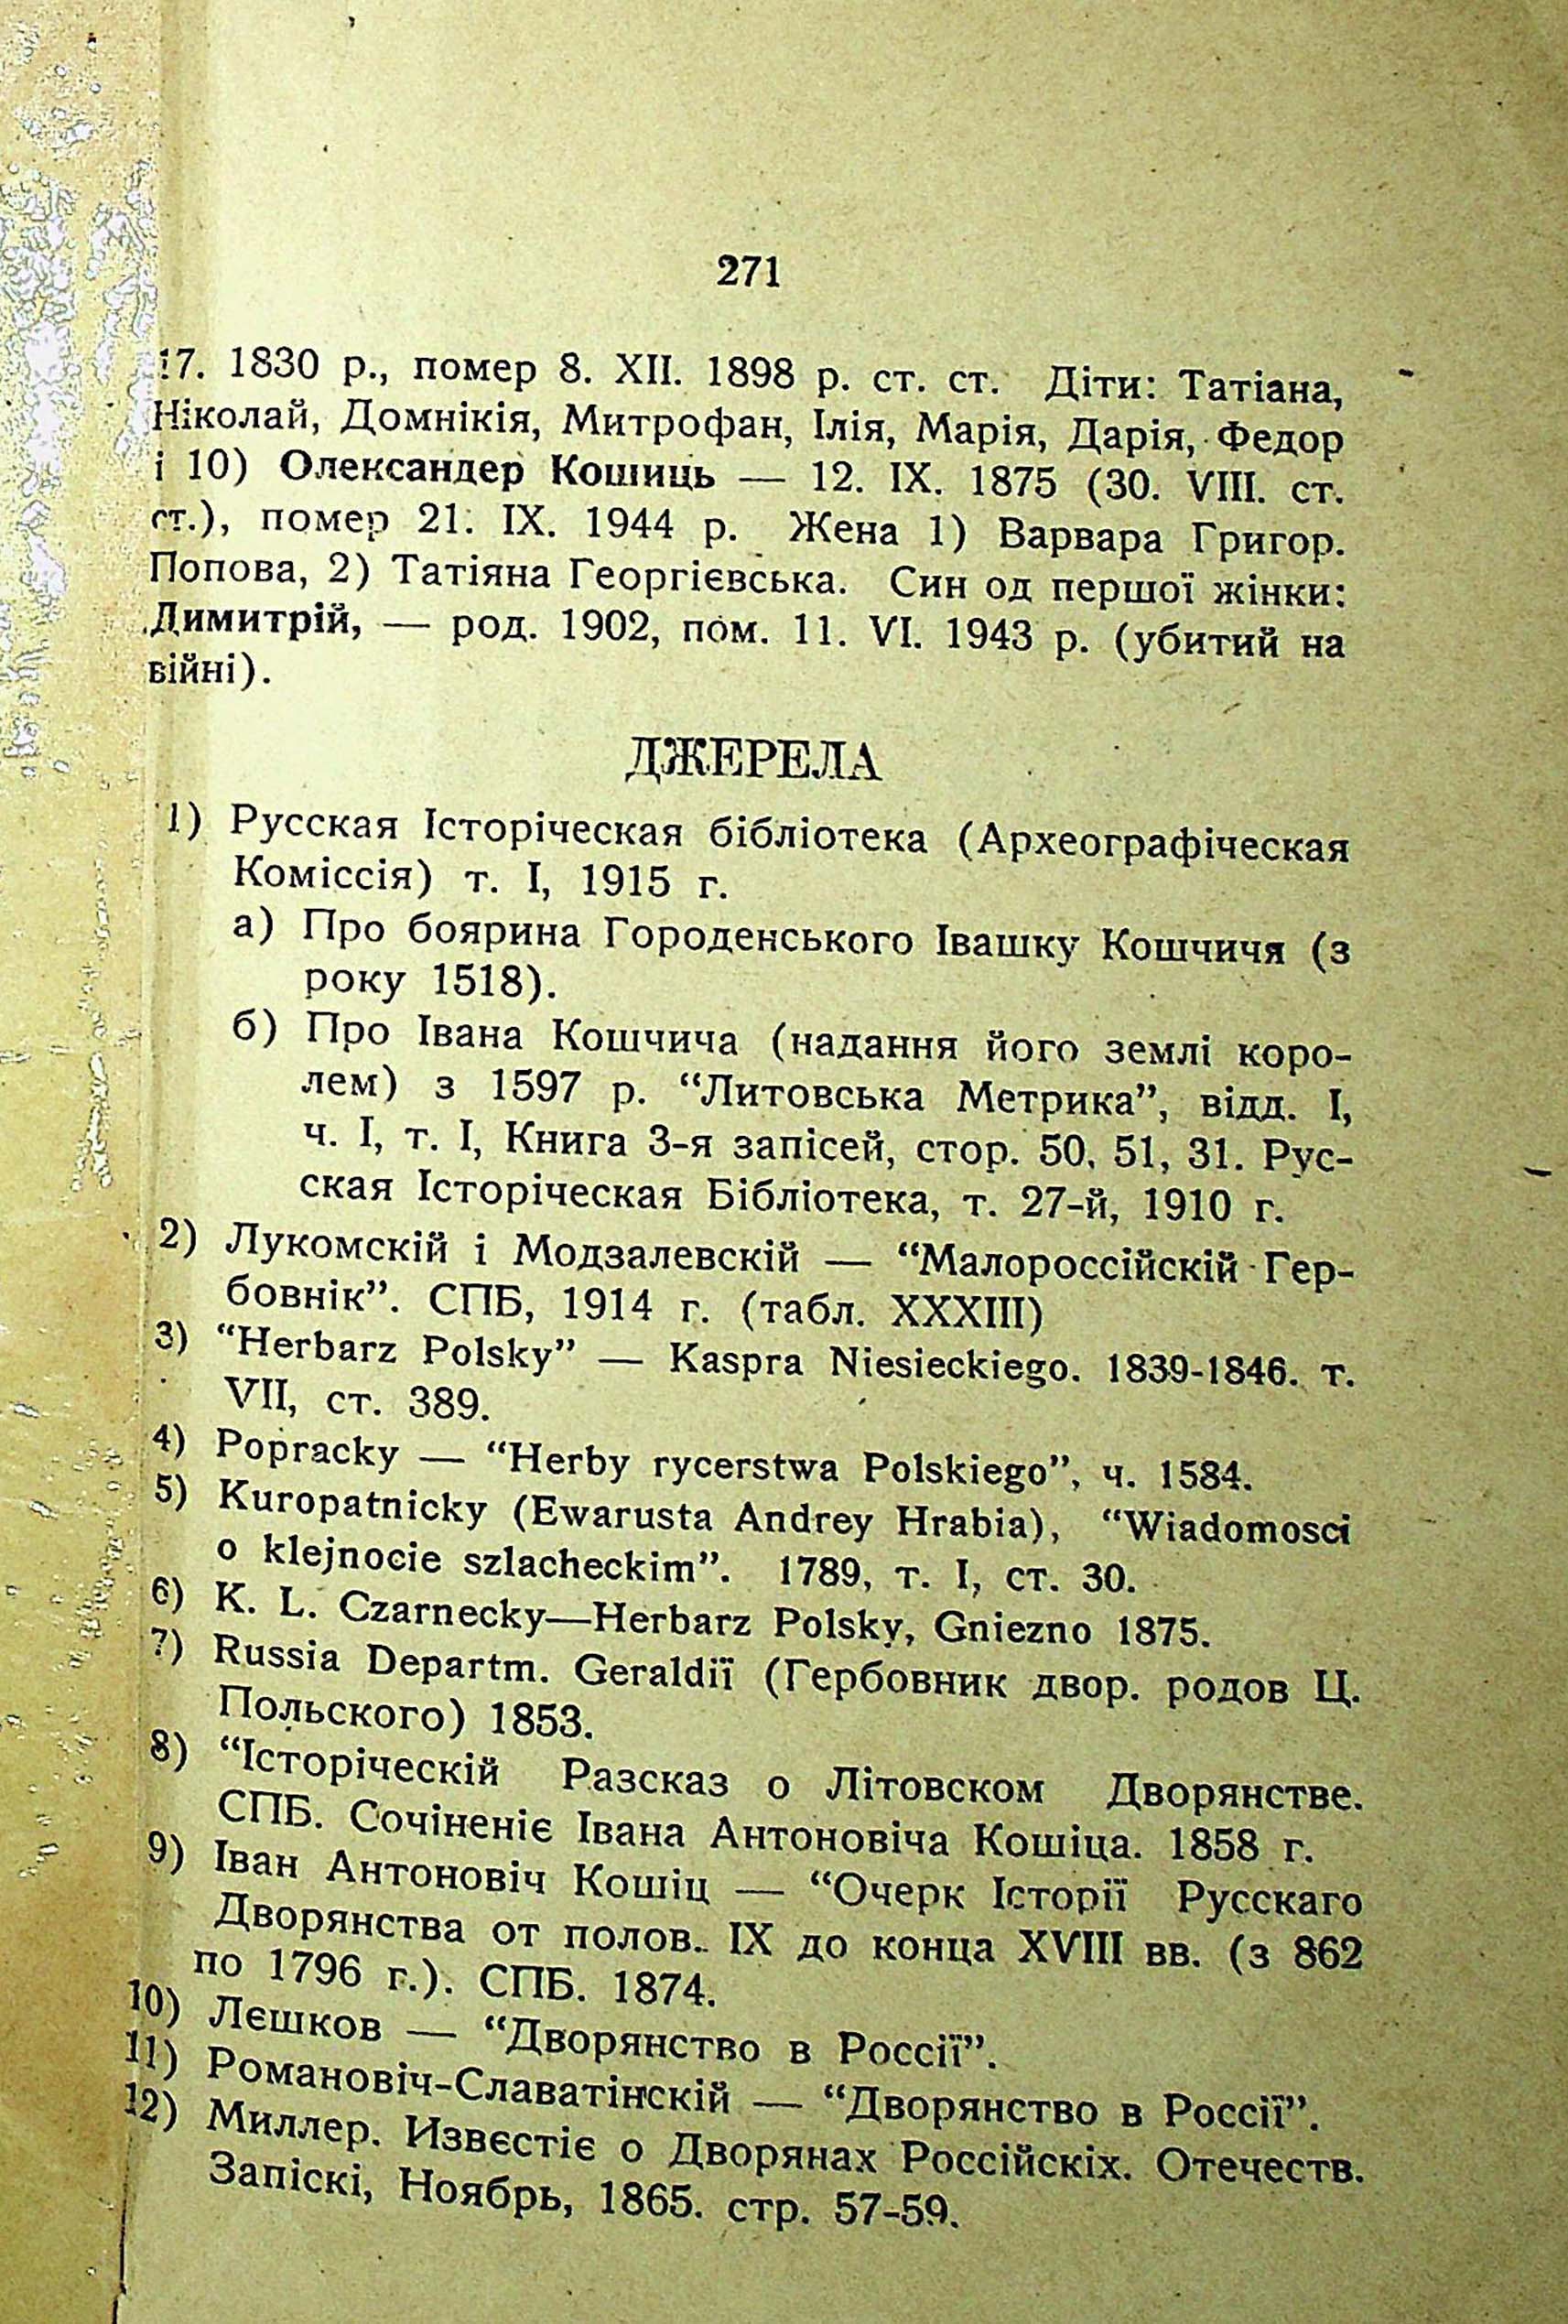 271
17. 1830 р., помер 8. XII. 1898 р. ст. ст. Діти: Татіана,
Ніколай, Домнікія, Митрофан, Ілія, Марія, Дарія, Федор
і 10) Олександер Кошиць — 12. IX. 1875 (30. VIII. ст.
ст.), помер 21. IX. 1944 р. Жена 1) Варвара Григор.
Попова, 2) Татіяна Георгієвська. Син од першої жінки:
Димитрій, — род. 1902, пом. 11. VI. 1943 р. (убитий на
війні).
ДЖЕРЕЛА
1) Русская Історіческая бібліотека (Археографіческая
Коміссія) т. I, 1915 г.
а) Про боярина Городенського Івашку Кошчичя (з
року 1518).
б) Про Івана Кошчича (надання його землі коро-
лем) з 1597 р. “Литовська Метрика”, відд. I,
ч. I, т. I, Книга 3-я запісей, стор. 50, 51, 31. Рус-
ская Історіческая Бібліотека, т. 27-й, 1910 г.
2) Лукомскій і Модзалевскій — “Малороссійскій Гер-
бовнік”. СПБ, 1914 г. (табл. XXXIII)
3) “Herbarz Polsky” — Kaspra Niesieckiego. 1839-1846. т.
VII, ст. 389.
4) Popracky — “Herby rycerstwa Polskiego”, ч. 1584.
5) Kuropatnicky (Ewarusta Andrey Hrabia), “Wiadomosci
o klejnocie szlacheckim”. 1789, т. I, ст. 30.
6) K. L. Czarnecky—Herbarz Polsky, Gniezno 1875.
7) Russia Departm. Geraldiї (Гербовник двор. родов Ц.
Польского) 1853.
8) “Історіческій Разсказ о Літовском Дворянстве.
СПБ. Сочіненіє Івана Антоновіча Кошіца. 1858 г.
9) Іван Антоновіч Кошіц — “Очерк Історії Русскаго
Дворянства от полов.. IX до конца XVIII вв. (з 862
по 1796 г.). СПБ. 1874.
10) Лєшков — “Дворянство в Россії”.
11) Романовіч-Славатінскій — “Дворянство в Россії”.
12) Миллер. Извєстіє о Дворянах Россійскіх. Отечеств.
Запіскі, Ноябрь, 1865. стр. 57-59.